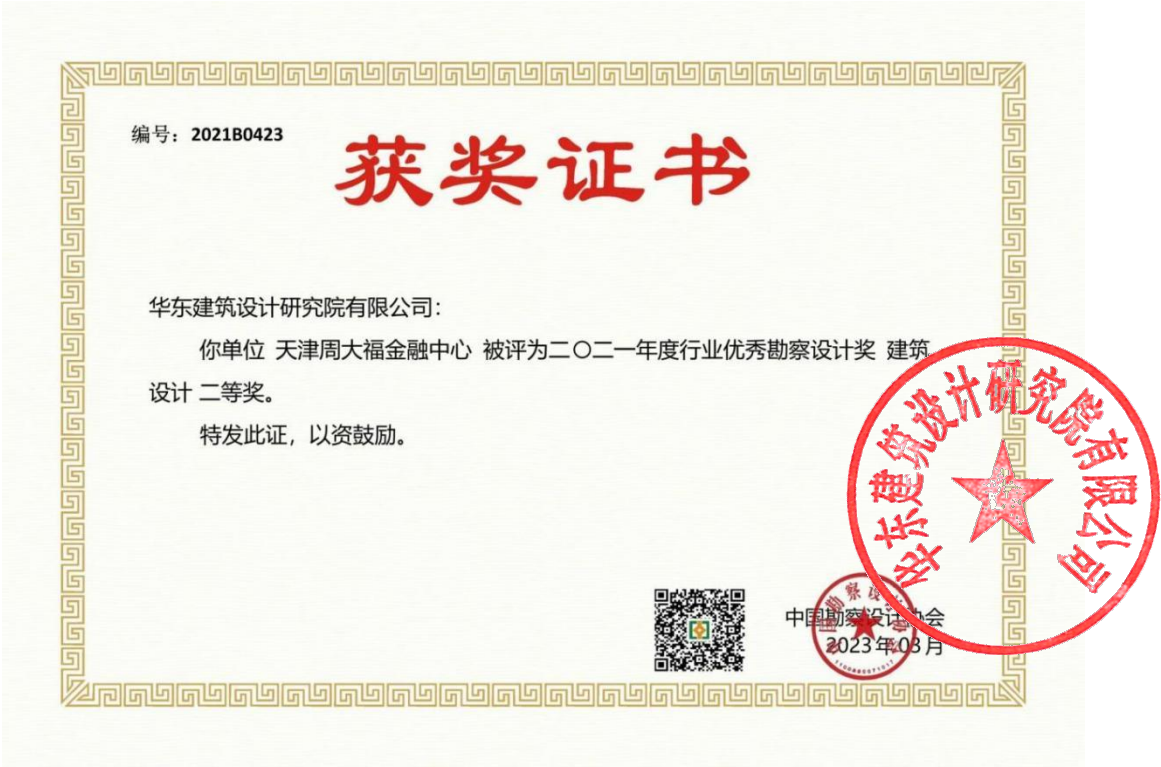 编号：2021B0423
获奖证书
华东建筑设计研究院有限公司：
你单位 天津周大福金融中心 被评为二〇二一年度行业优秀勘察设计奖 建筑
设计 二等奖。
特发此证，以资鼓励。
华东建筑设计研究院有限公司
中国勘察设计协会
2023年03月